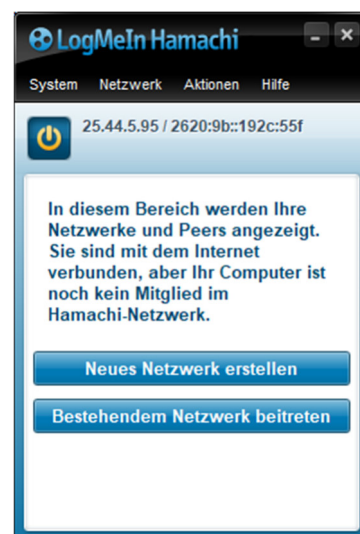 LogMeIn Hamachi
System Netzwerk Aktionen Hilfe
25.44.5.95 / 2620:9b::192c:55f
In diesem Bereich werden Ihre
Netzwerke und Peers angezeigt.
Sie sind mit dem Internet
verbunden, aber Ihr Computer ist
noch kein Mitglied im
Hamachi-Netzwerk.
Neues Netzwerk erstellen
Bestehendem Netzwerk beitreten